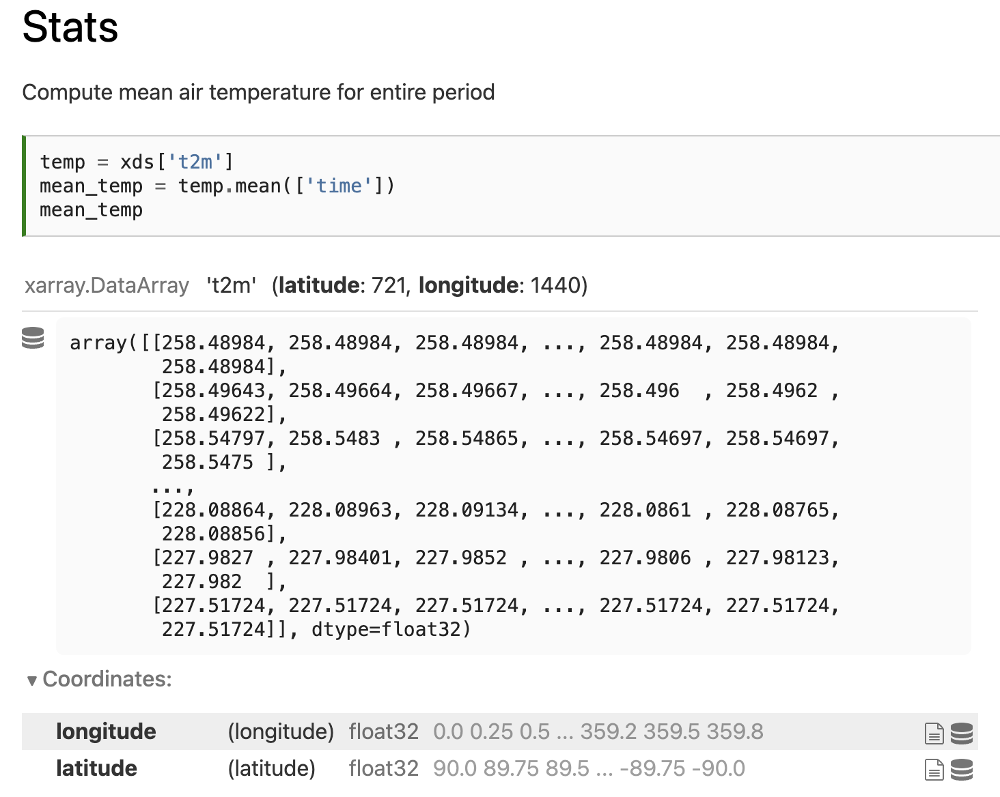 Stats
Compute mean air temperature for entire period
temp = xds['t2m']
mean_temp = temp.mean(['time'])
mean_temp
xarray.DataArray 't2m' (latitude: 721, longitude: 1440)
array([[258.48984, 258.48984, 258.48984, ..., 258.48984, 258.48984,
258.48984],
[258.49643, 258.49664, 258.49667, ..., 258.496  , 258.4962 ,
258.49622],
[258.54797, 258.5483 , 258.54865, ..., 258.54697, 258.54697,
258.5475 ],
...,
[228.08864, 228.08963, 228.09134, ..., 228.0861 , 228.08765,
228.08856],
[227.9827 , 227.98401, 227.9852 , ..., 227.9806 , 227.98123,
227.982  ],
[227.51724, 227.51724, 227.51724, ..., 227.51724, 227.51724,
227.51724]], dtype=float32)
▾ Coordinates:
longitude (longitude) float32 0.0 0.25 0.5 ... 359.2 359.5 359.8
latitude (latitude) float32 90.0 89.75 89.5 ... -89.75 -90.0